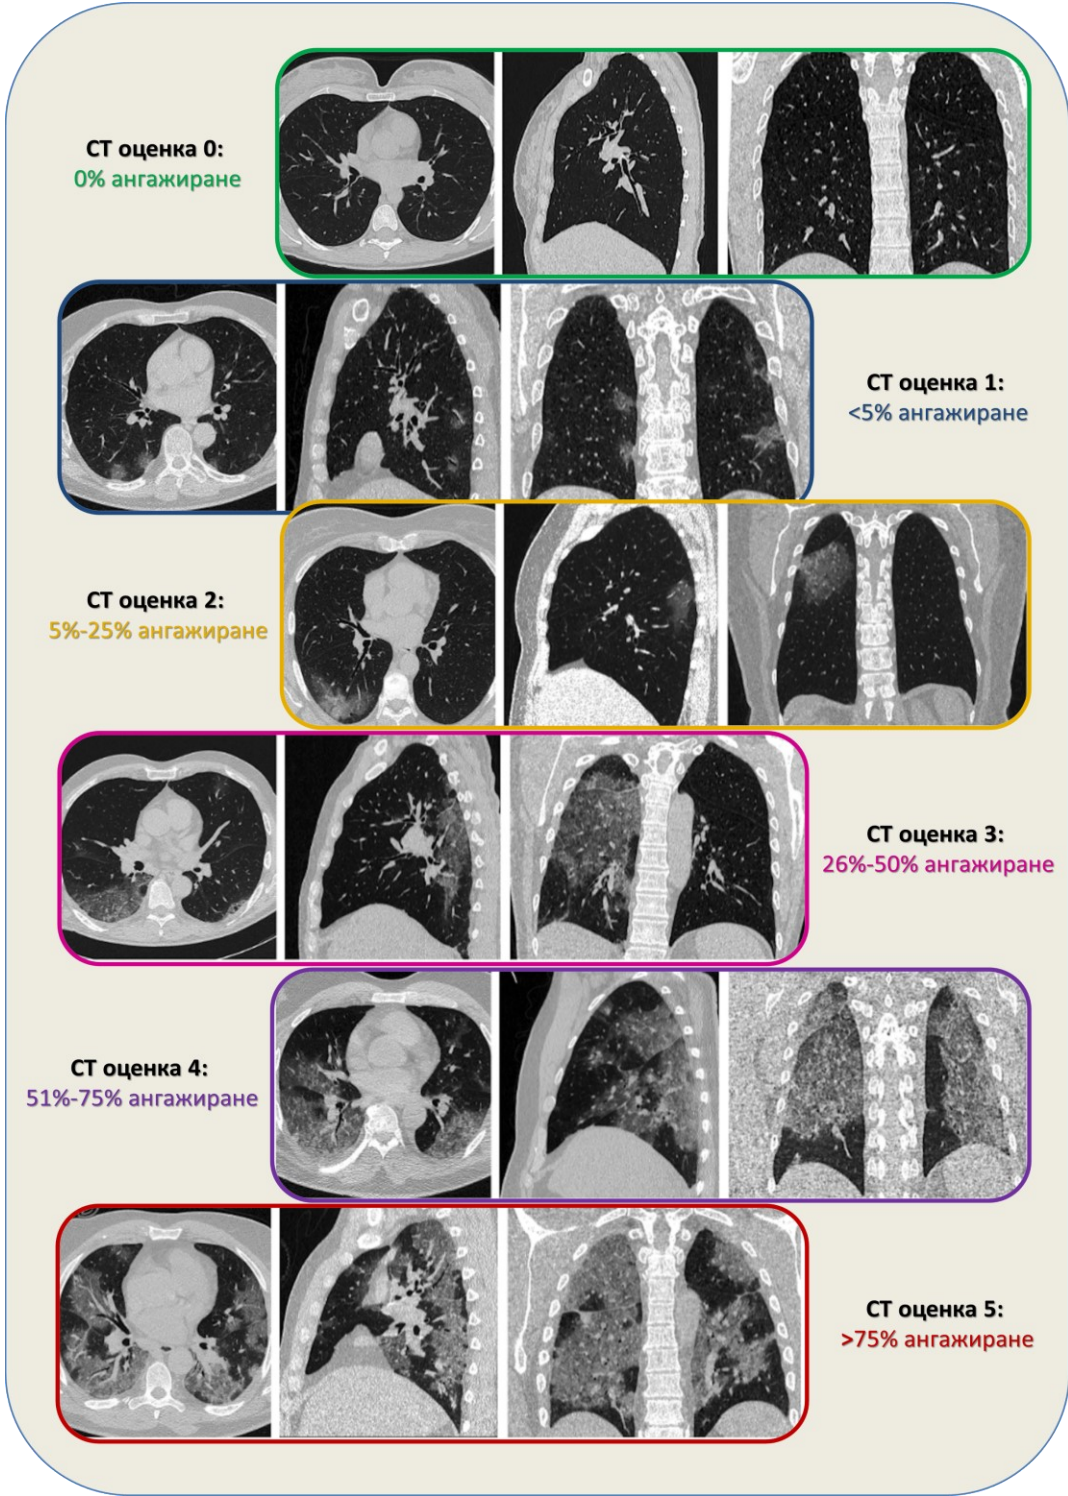 СТ оценка 0:
0% ангажиране
СТ оценка 1:
<5% ангажиране
СТ оценка 2:
5%-25% ангажиране
СТ оценка 3:
26%-50% ангажиране
СТ оценка 4:
51%-75% ангажиране
СТ оценка 5:
>75% ангажиране